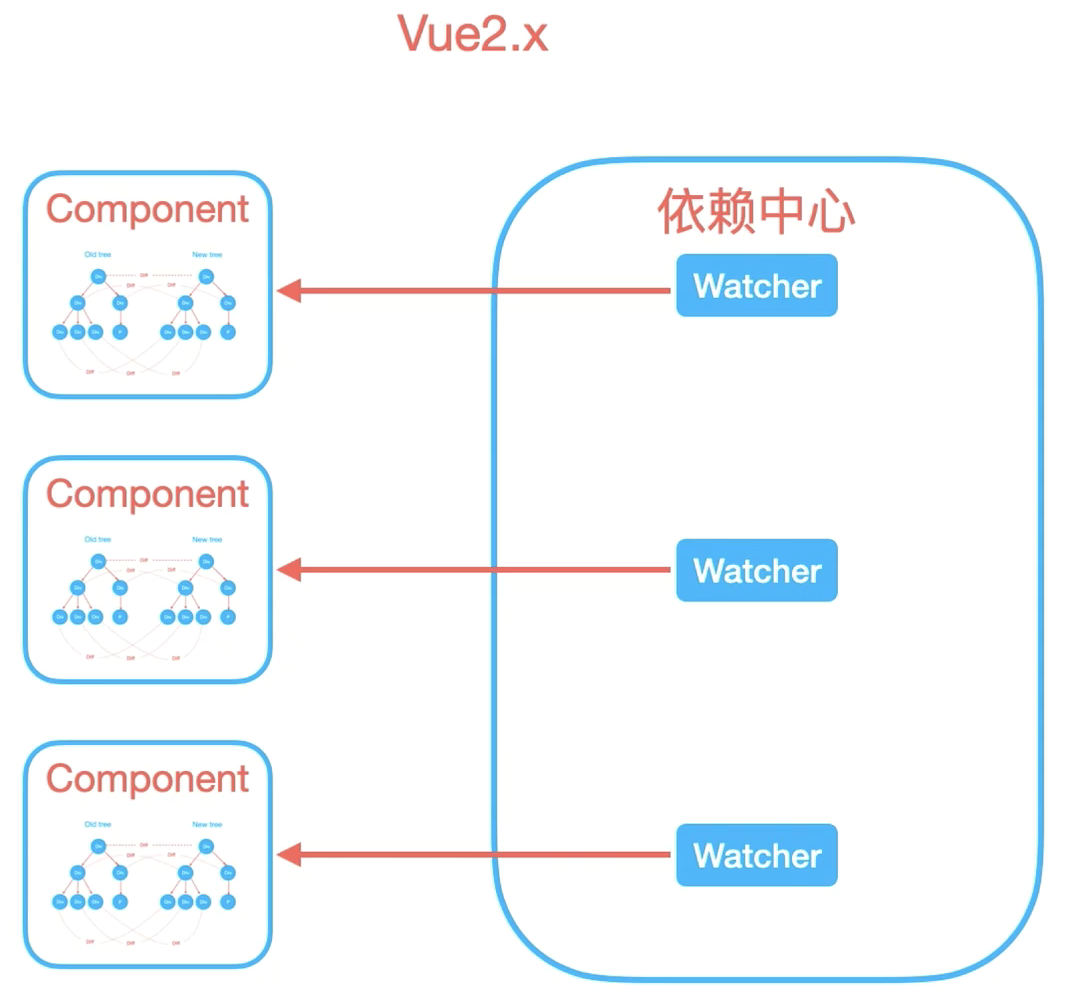 Vue2.x
依赖中心
Component
Old tree New tree
Div Diff Div
Diff Diff
Div Div Div Div
Div Div Div P Div Div Div P
Diff Diff Diff
Watcher
Component
Old tree New tree
Div Diff Div
Diff Diff
Div Div Div Div
Div Div Div P Div Div Div P
Diff Diff Diff
Watcher
Component
Old tree New tree
Div Diff Div
Diff Diff
Div Div Div Div
Div Div Div P Div Div Div P
Diff Diff Diff
Watcher